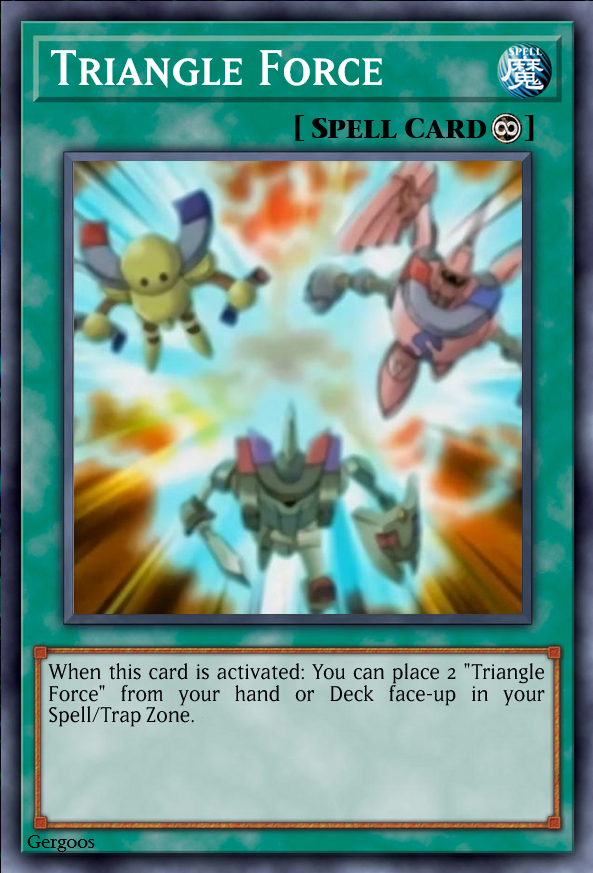 Triangle Force
SPELL
魔
[ Spell Card ]
When this card is activated: You can place 2 "Triangle
Force" from your hand or Deck face-up in your
Spell/Trap Zone.
Gergoos